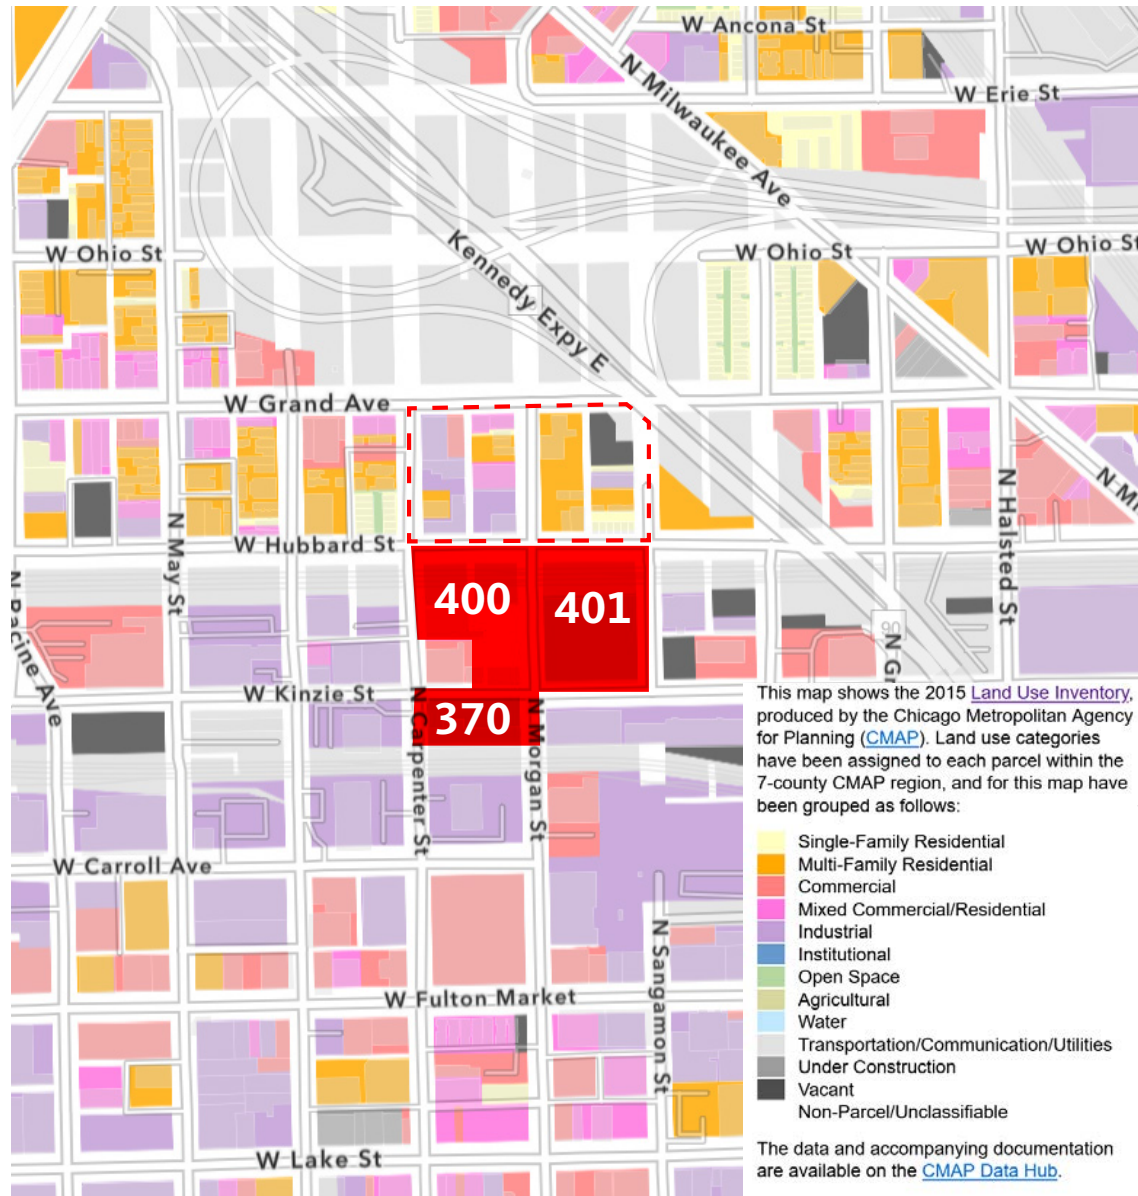 W Ancona St
N Milwaukee Ave
W Erie St
W Ohio St
Kennedy Expy E
W Ohio St
W Ohio St
W Grand Ave
N May St
W Hubbard St
N Halsted St
400
401
N Racine Ave
90
W Kinzie St
370
N Carpenter St
N Morgan St
W Carroll Ave
N Sangamon St
W Fulton Market
W Lake St
This map shows the 2015 Land Use Inventory,
produced by the Chicago Metropolitan Agency
for Planning (CMAP). Land use categories
have been assigned to each parcel within the
7-county CMAP region, and for this map have
been grouped as follows:
Single-Family Residential
Multi-Family Residential
Commercial
Mixed Commercial/Residential
Industrial
Institutional
Open Space
Agricultural
Water
Transportation/Communication/Utilities
Under Construction
Vacant
Non-Parcel/Unclassifiable
The data and accompanying documentation
are available on the CMAP Data Hub.